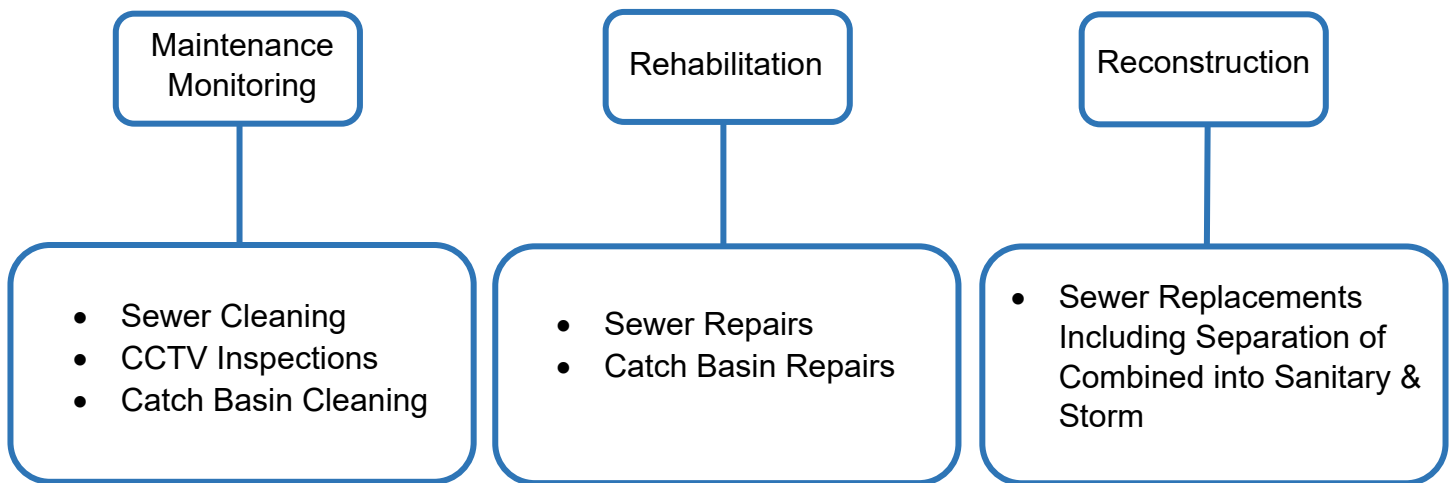 Maintenance
Monitoring
Rehabilitation
Reconstruction
• Sewer Cleaning
• CCTV Inspections
• Catch Basin Cleaning
• Sewer Repairs
• Catch Basin Repairs
• Sewer Replacements
Including Separation of
Combined into Sanitary &
Storm